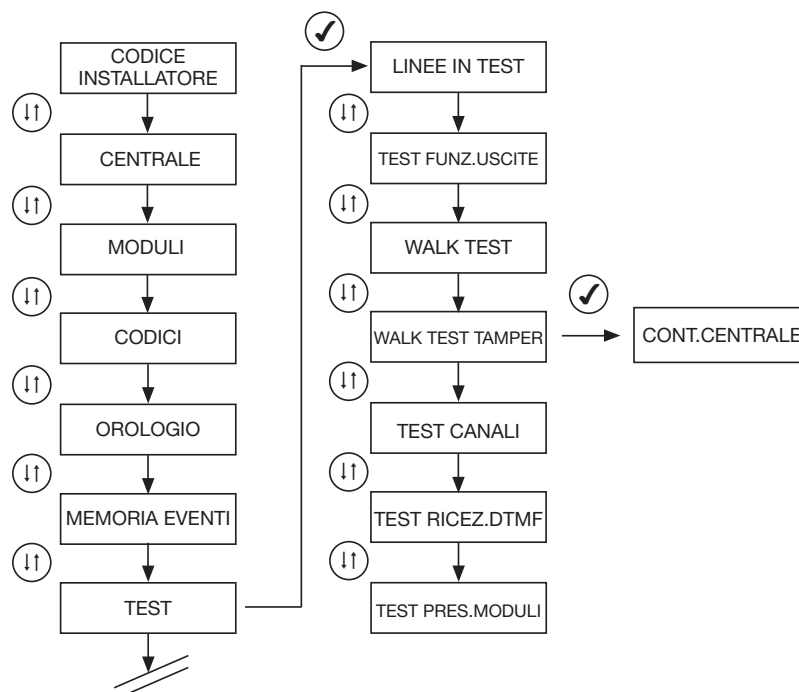 CODICE
INSTALLATORE
CENTRALE
MODULI
CODICI
OROLOGIO
MEMORIA EVENTI
TEST
LINEE IN TEST
TEST FUNZ.USCITE
WALK TEST
WALK TEST TAMPER
TEST CANALI
TEST RICEZ.DTMF
TEST PRES.MODULI
CONT.CENTRALE